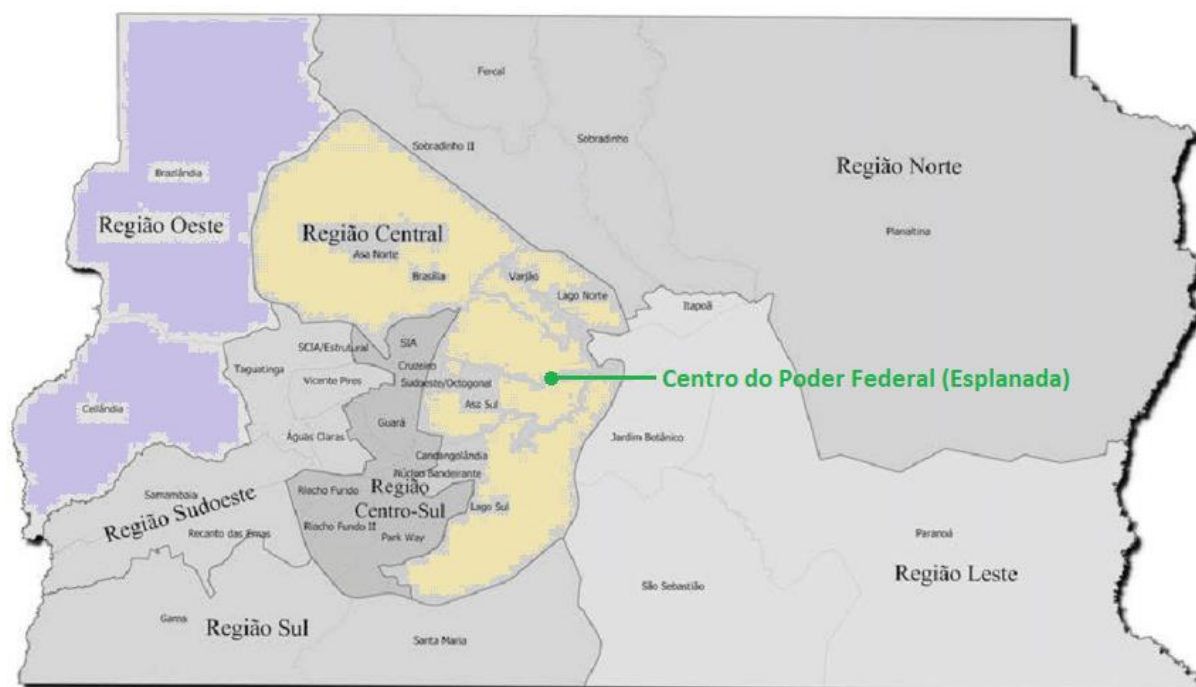 Fercal
Sobradinho II
Sobradinho
Região Norte
Planaltina
Brazlândia
Região Oeste
Região Central
Asa Norte
Brasília
Varjão
Lago Norte
Itapoã
SCIA/Estrutural
SIA
Taguatinga
Cruzeiro
Vicente Pires
Sudoeste/Octogonal
Centro do Poder Federal (Esplanada)
Asa Sul
Ceilândia
Guará
Águas Claras
Jardim Botânico
Candangolândia
Núcleo Bandeirante
Samambaia
Riacho Fundo
Região
Centro-Sul
Lago Sul
Região Sudoeste
Recanto das Emas
Riacho Fundo II
Park Way
Paranoá
Região Leste
São Sebastião
Gama
Região Sul
Santa Maria